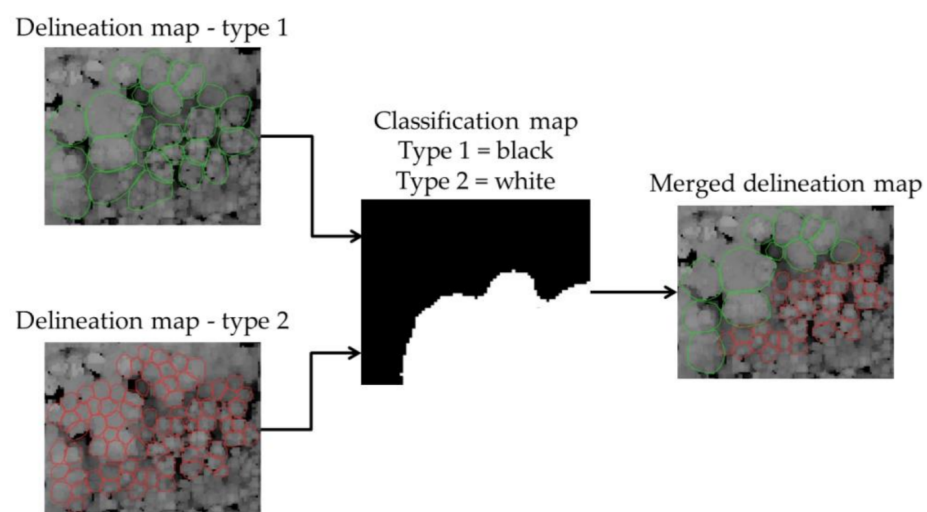 Delineation map - type 1
Classification map
Type 1 = black
Type 2 = white
Merged delineation map
Delineation map - type 2